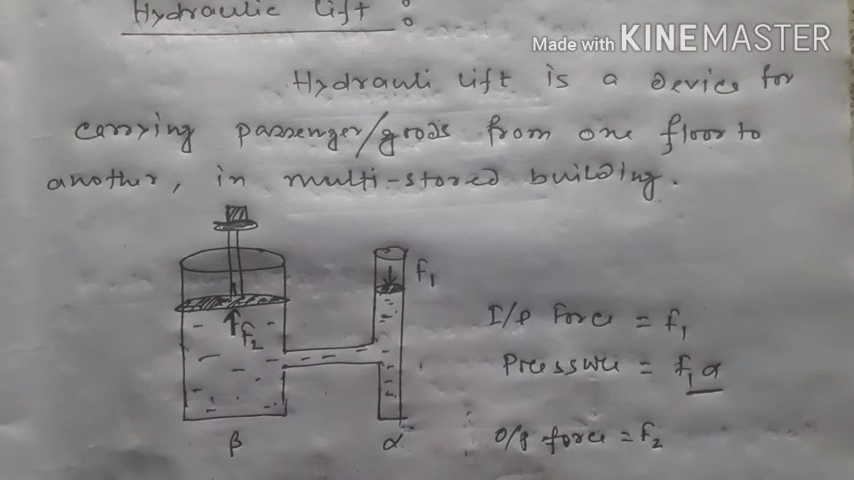 Hydraulic lift :
Made with KINEMASTER
Hydrauli lift is a device for
carrying passenger/goods from one floor to
another, in multi-stored building.
F₁
F₂
I/P Force = F₁
Pressure = F₁ α
O/P force = F₂
β
α